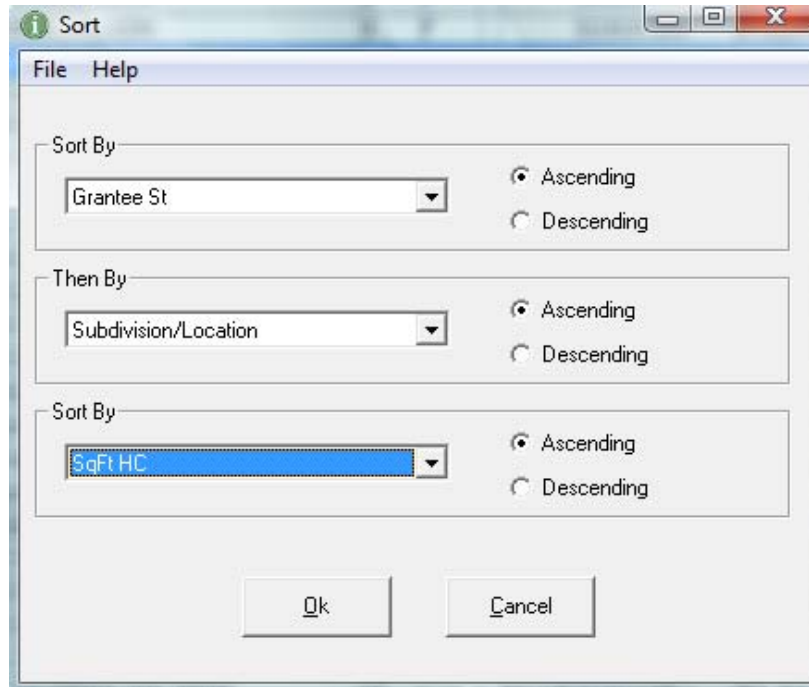 Sort
File Help
Sort By
Grantee St
Ascending
Descending
Then By
Subdivision/Location
Ascending
Descending
Sort By
SqFt HC
Ascending
Descending
Ok Cancel